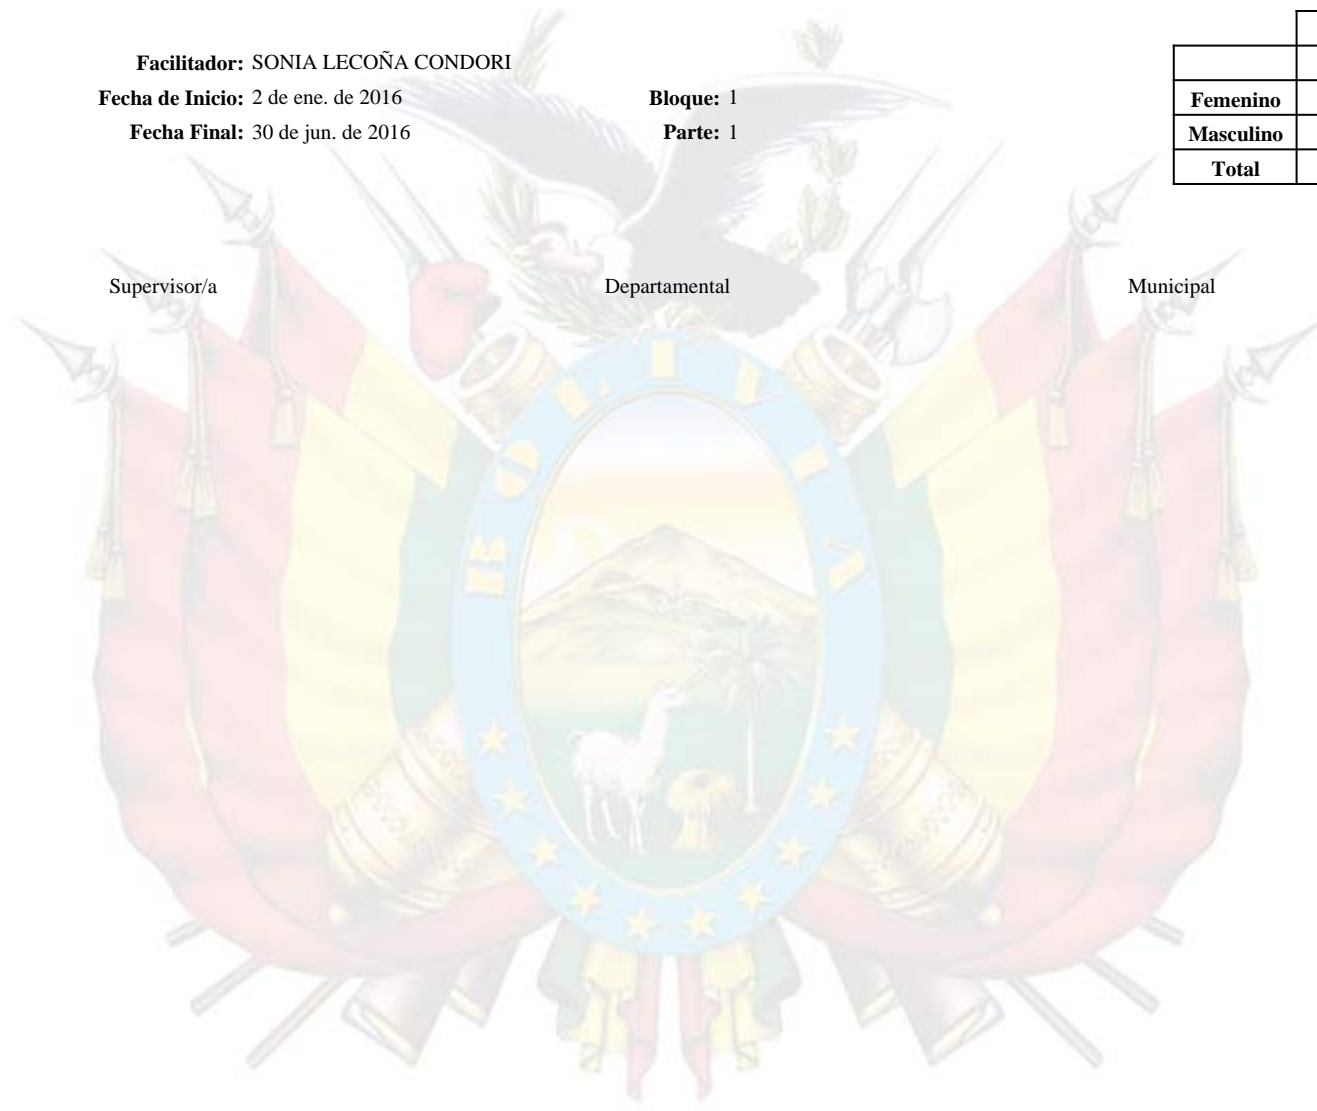 Facilitador: SONIA LECOÑA CONDORI
Fecha de Inicio: 2 de ene. de 2016 Bloque: 1
Fecha Final: 30 de jun. de 2016 Parte: 1
Femenino
Masculino
Total
Supervisor/a Departamental Municipal
BOLIVIA